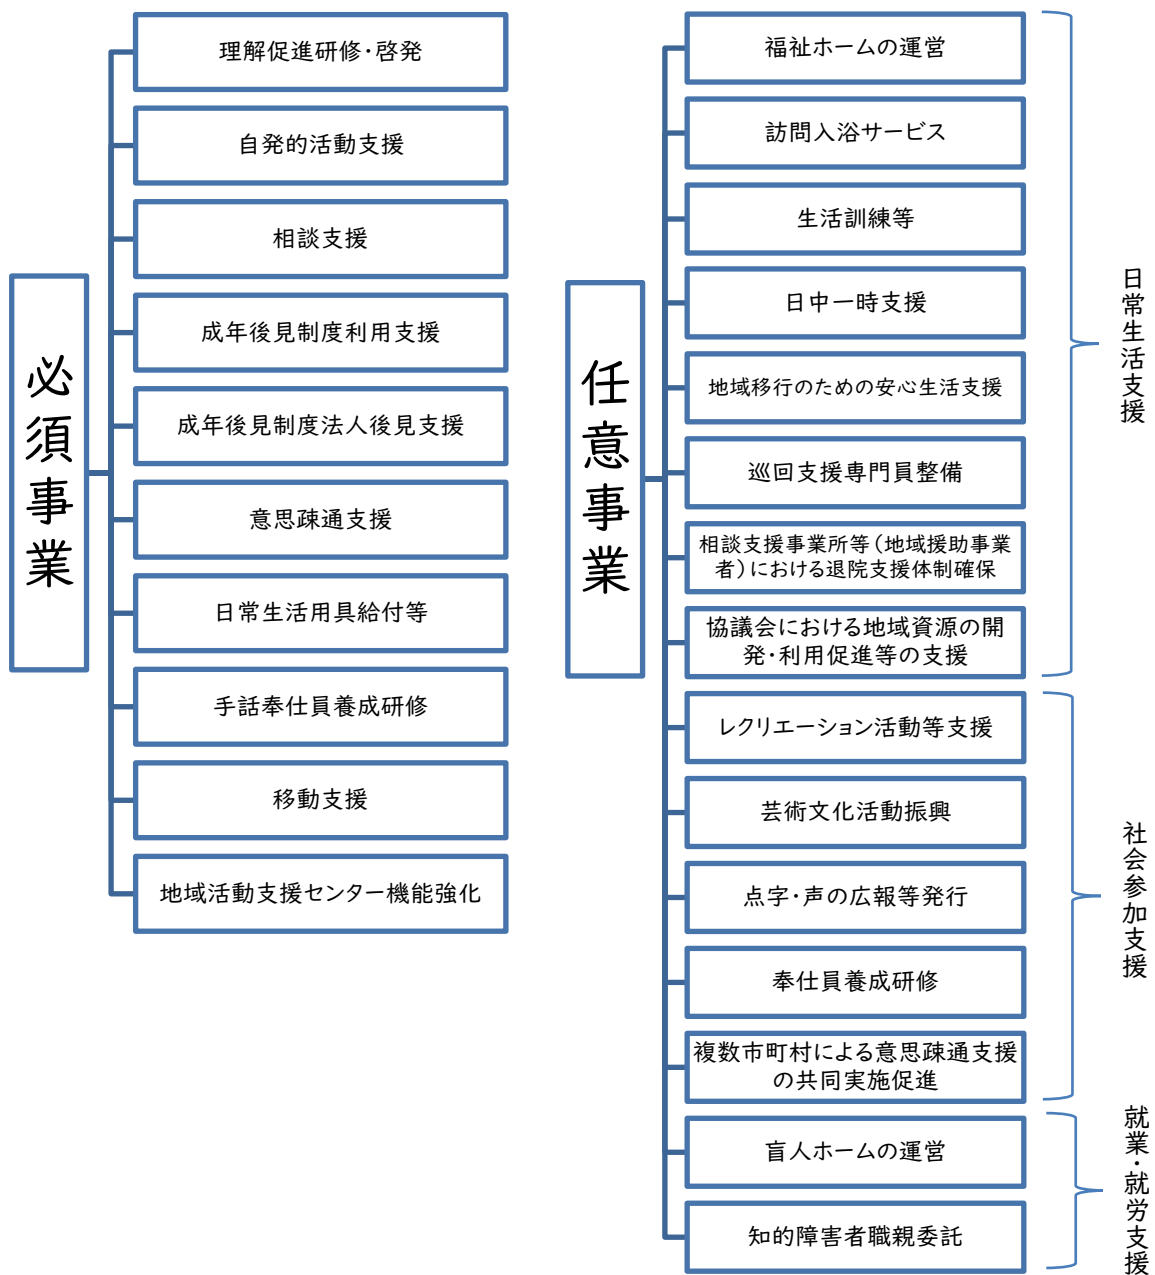 必須事業
理解促進研修・啓発
自発的活動支援
相談支援
成年後見制度利用支援
成年後見制度法人後見支援
意思疎通支援
日常生活用具給付等
手話奉仕員養成研修
移動支援
地域活動支援センター機能強化
任意事業
福祉ホームの運営
訪問入浴サービス
生活訓練等
日中一時支援
地域移行のための安心生活支援
巡回支援専門員整備
相談支援事業所等(地域援助事業
者)における退院支援体制確保
協議会における地域資源の開
発・利用促進等の支援
日常生活支援
レクリエーション活動等支援
芸術文化活動振興
点字・声の広報等発行
奉仕員養成研修
複数市町村による意思疎通支援
の共同実施促進
社会参加支援
盲人ホームの運営
知的障害者職親委託
就業・就労支援